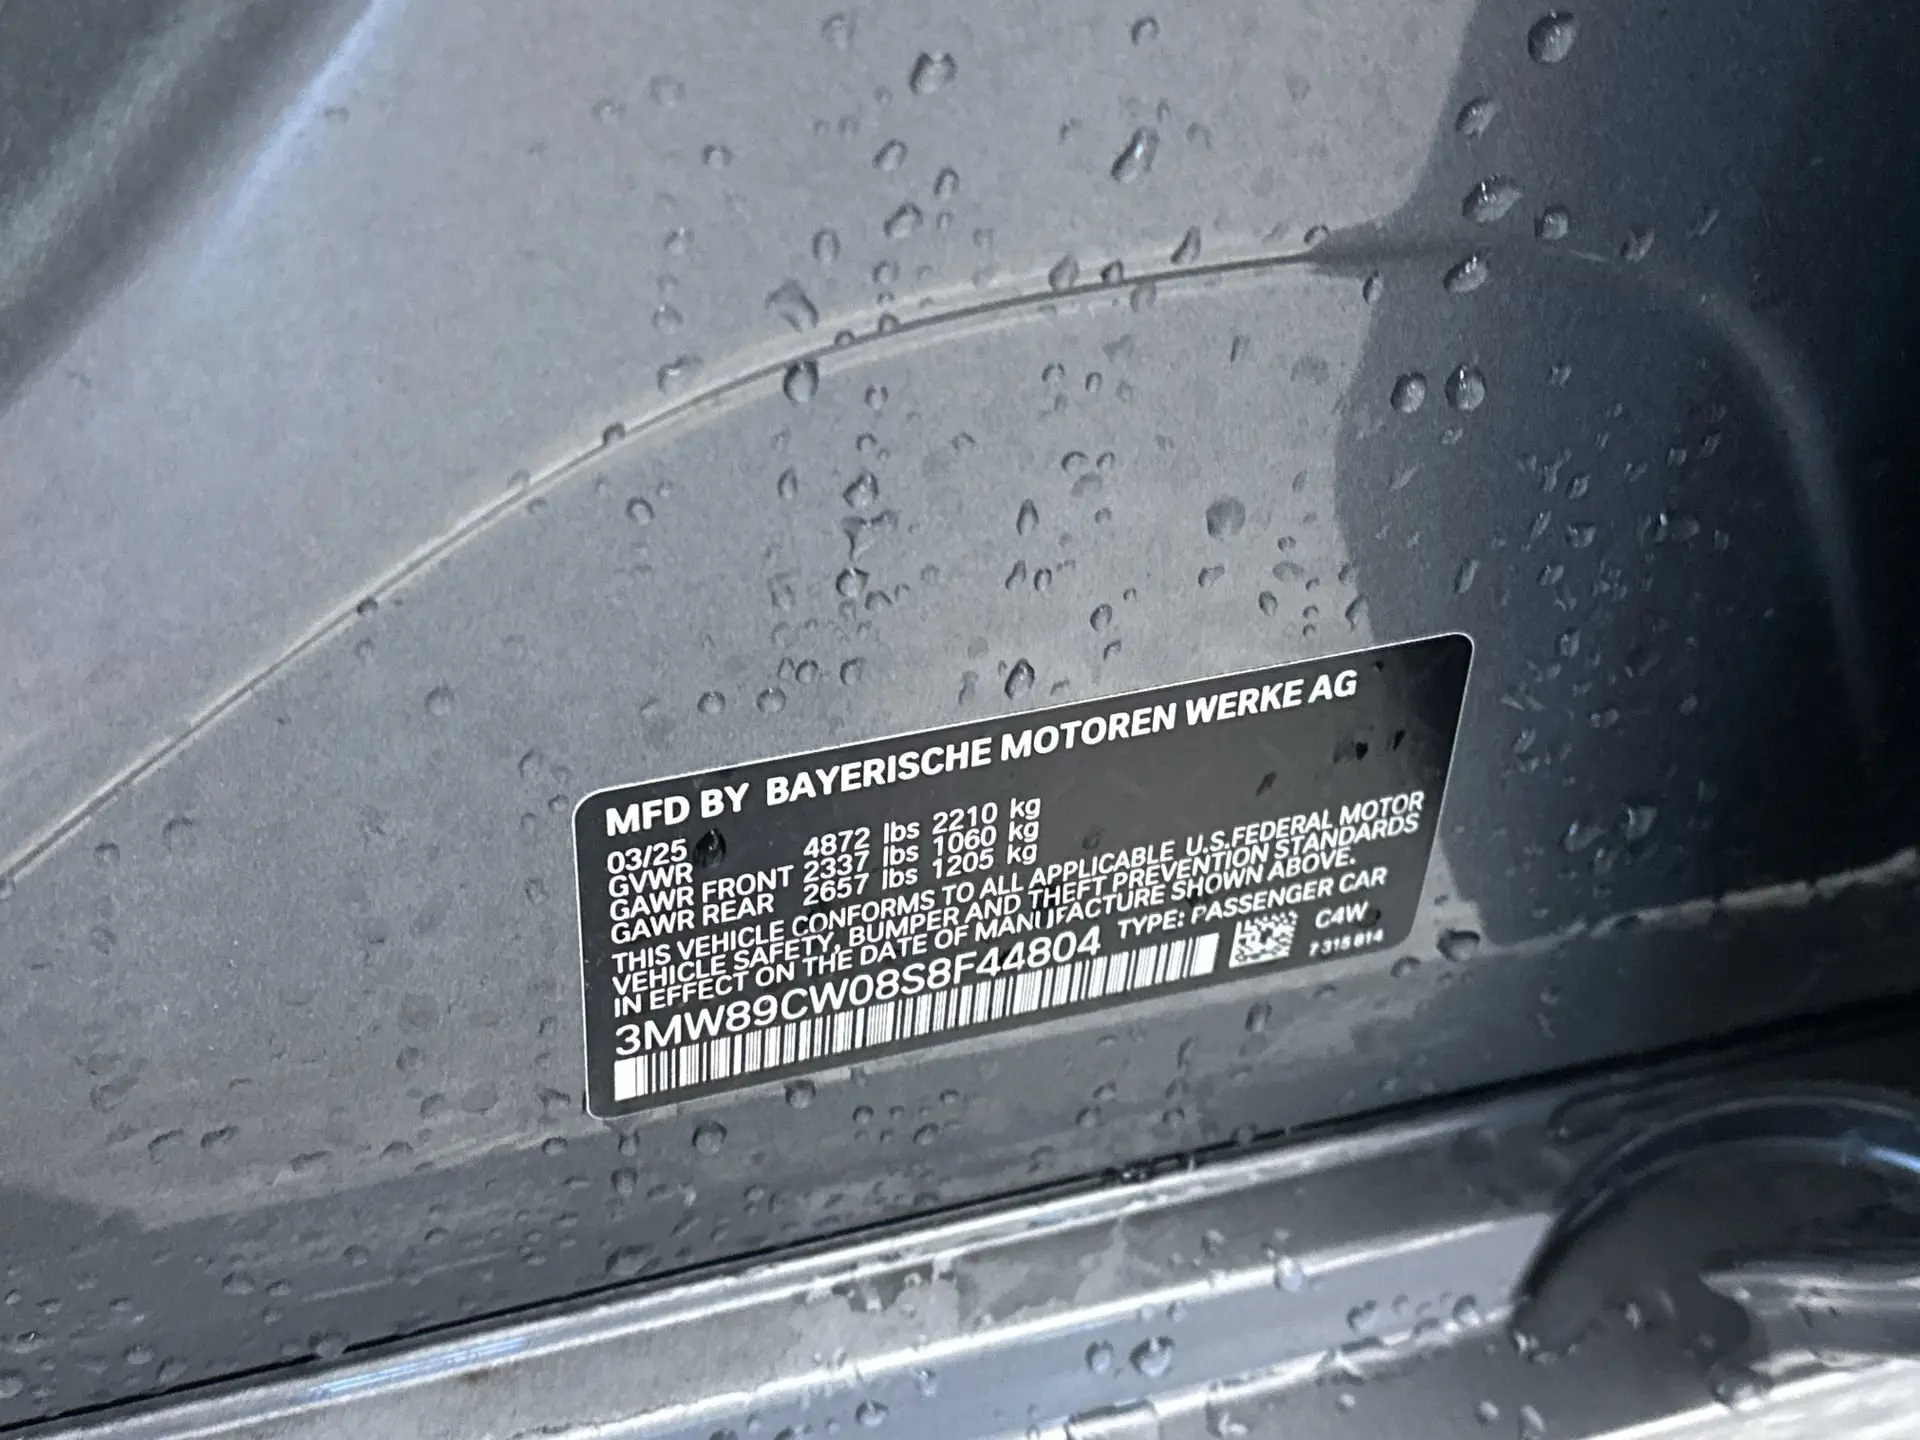 MFD BY BAYERISCHE MOTOREN WERKE AG
03/25
GVWR 4872 lbs 2210 kg
GAWR FRONT 2337 lbs 1060 kg
GAWR REAR 2657 lbs 1205 kg
THIS VEHICLE CONFORMS TO ALL APPLICABLE U.S.FEDERAL MOTOR
VEHICLE SAFETY, BUMPER AND THEFT PREVENTION STANDARDS
IN EFFECT ON THE DATE OF MANUFACTURE SHOWN ABOVE.
3MW89CW08S8F44804 TYPE: PASSENGER CAR
C4W
7 315 814